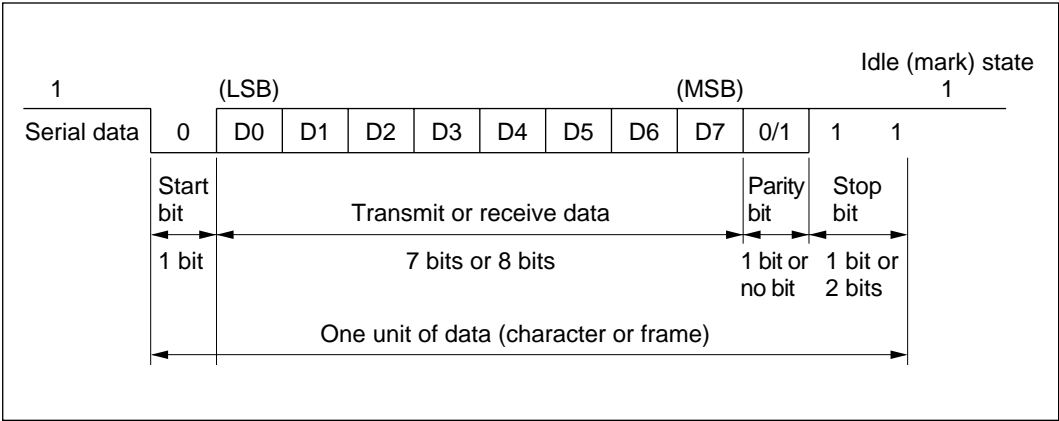 Idle (mark) state
1 (LSB) (MSB) 1
Serial data 0 D0 D1 D2 D3 D4 D5 D6 D7 0/1 1 1
Start Parity Stop
bit Transmit or receive data bit bit
1 bit 7 bits or 8 bits 1 bit or 1 bit or
no bit 2 bits
One unit of data (character or frame)